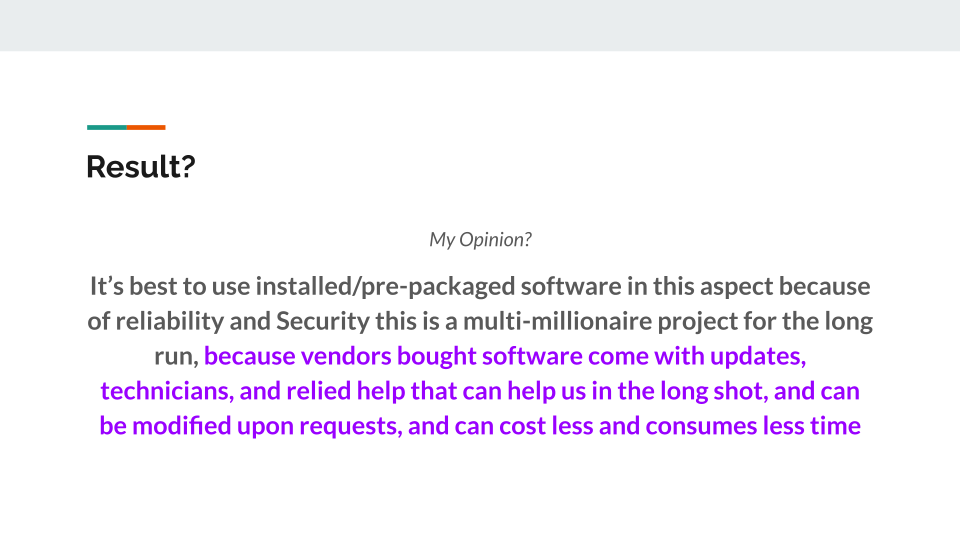 Result?
My Opinion?
It’s best to use installed/pre-packaged software in this aspect because
of reliability and Security this is a multi-millionaire project for the long
run, because vendors bought software come with updates,
technicians, and relied help that can help us in the long shot, and can
be modified upon requests, and can cost less and consumes less time